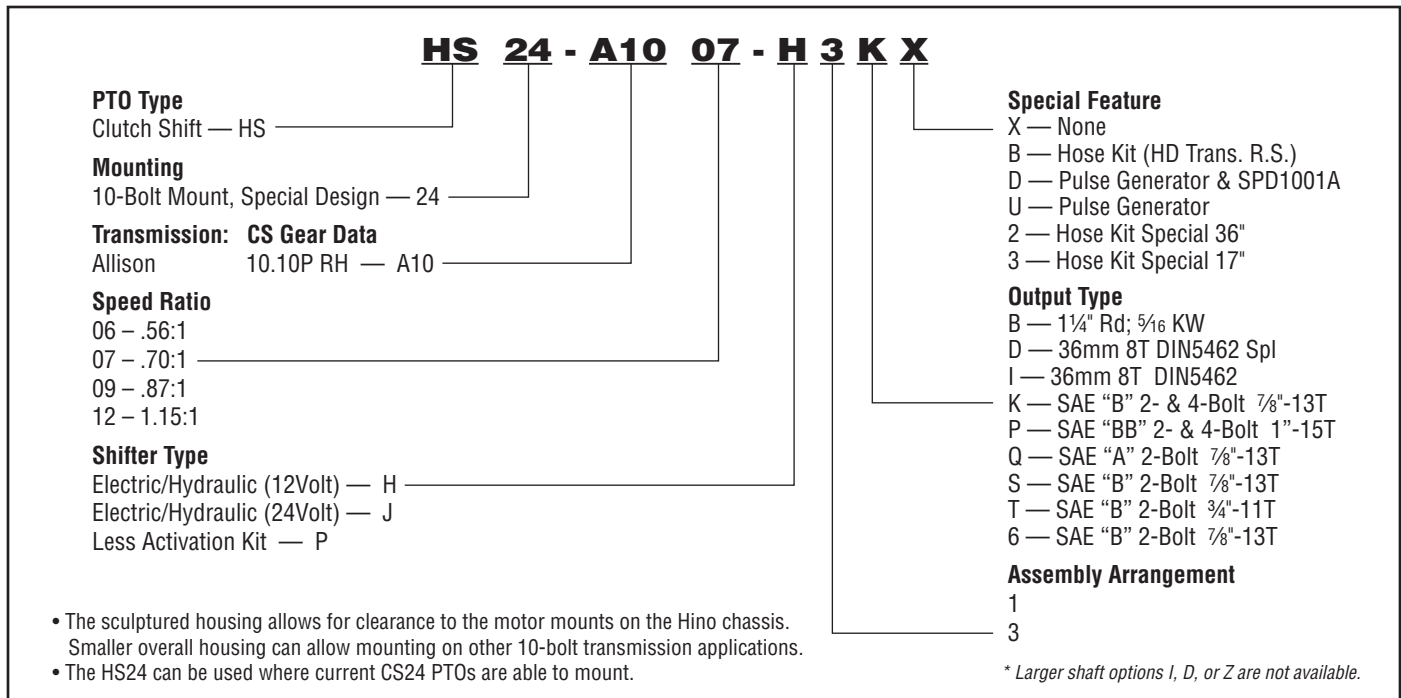 HS 24 - A10 07 - H 3 K X
PTO Type
Clutch Shift — HS
Mounting
10-Bolt Mount, Special Design — 24
Transmission: CS Gear Data
Allison 10.10P RH — A10
Speed Ratio
06 – .56:1
07 – .70:1
09 – .87:1
12 – 1.15:1
Shifter Type
Electric/Hydraulic (12Volt) — H
Electric/Hydraulic (24Volt) — J
Less Activation Kit — P
• The sculptured housing allows for clearance to the motor mounts on the Hino chassis.
Smaller overall housing can allow mounting on other 10-bolt transmission applications.
• The HS24 can be used where current CS24 PTOs are able to mount.
Special Feature
X — None
B — Hose Kit (HD Trans. R.S.)
D — Pulse Generator & SPD1001A
U — Pulse Generator
2 — Hose Kit Special 36"
3 — Hose Kit Special 17"
Output Type
B — 1¼" Rd; 5⁄16 KW
D — 36mm 8T DIN5462 Spl
I — 36mm 8T DIN5462
K — SAE “B” 2- & 4-Bolt ⅞"-13T
P — SAE “BB” 2- & 4-Bolt 1”-15T
Q — SAE “A” 2-Bolt ⅞"-13T
S — SAE “B” 2-Bolt ⅞"-13T
T — SAE “B” 2-Bolt ¾"-11T
6 — SAE “B” 2-Bolt ⅞"-13T
Assembly Arrangement
1
3
* Larger shaft options I, D, or Z are not available.